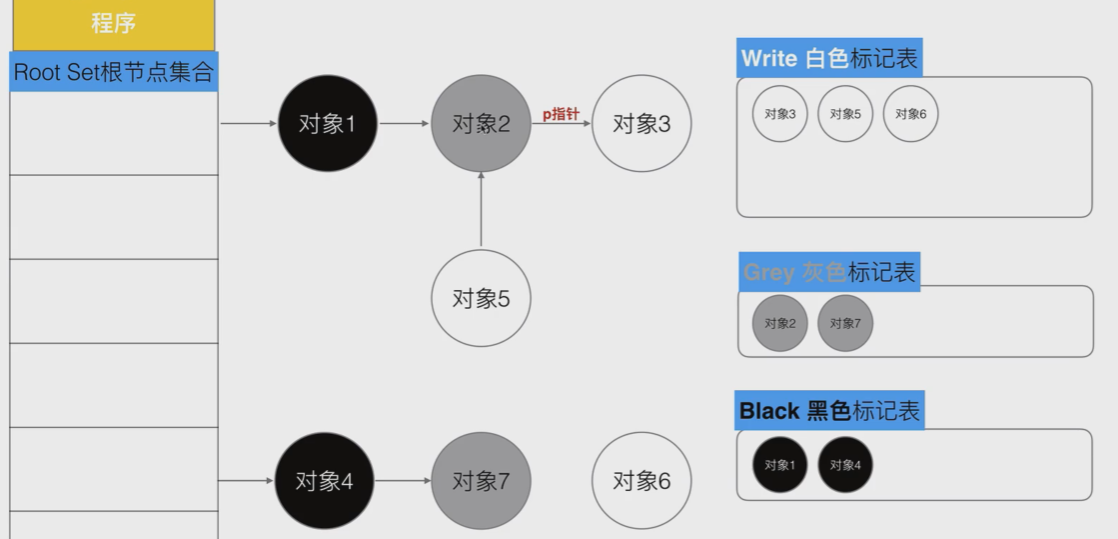 程序
Root Set根节点集合
对象1
对象2
p指针
对象3
对象5
对象4
对象7
对象6
Write 白色标记表
对象3
对象5
对象6
Grey 灰色标记表
对象2
对象7
Black 黑色标记表
对象1
对象4